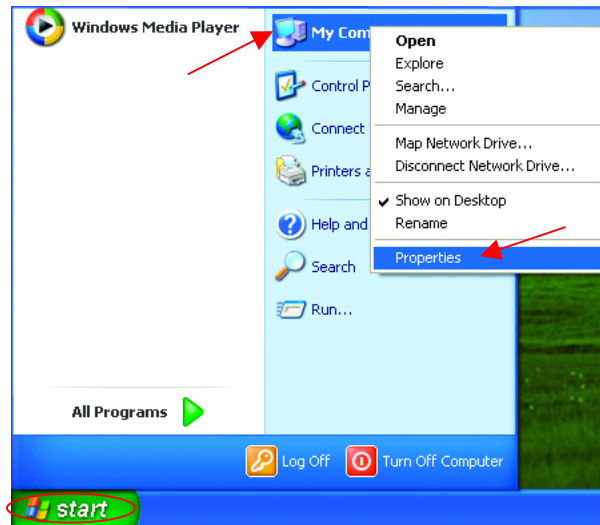 Windows Media Player
My Com
Control P
Connect
Printers a
Help and
Search
Run...
Open
Explore
Search...
Manage
Map Network Drive...
Disconnect Network Drive...
Show on Desktop
Rename
Properties
All Programs
Log Off
Turn Off Computer
start